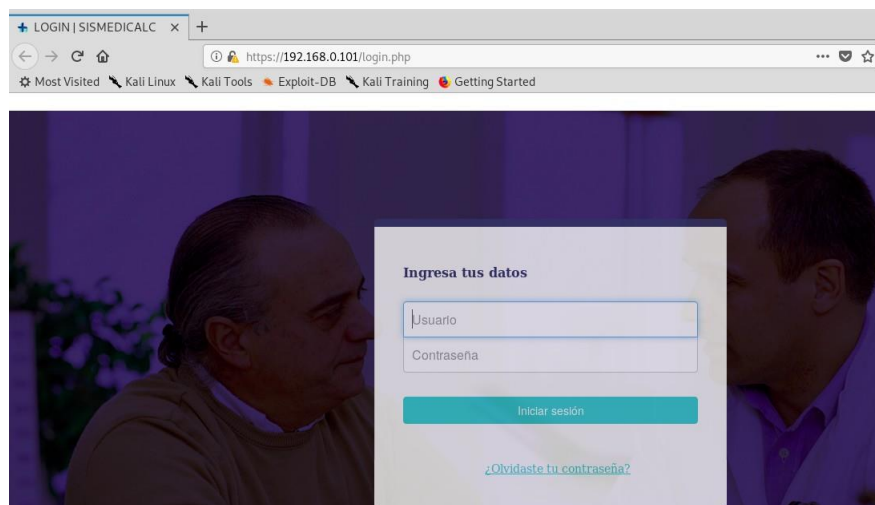 LOGIN | SISMEDICALC
https://192.168.0.101/login.php
Most Visited Kali Linux Kali Tools Exploit-DB Kali Training Getting Started
Ingresa tus datos
Usuario
Contraseña
Iniciar sesión
¿Olvidaste tu contraseña?